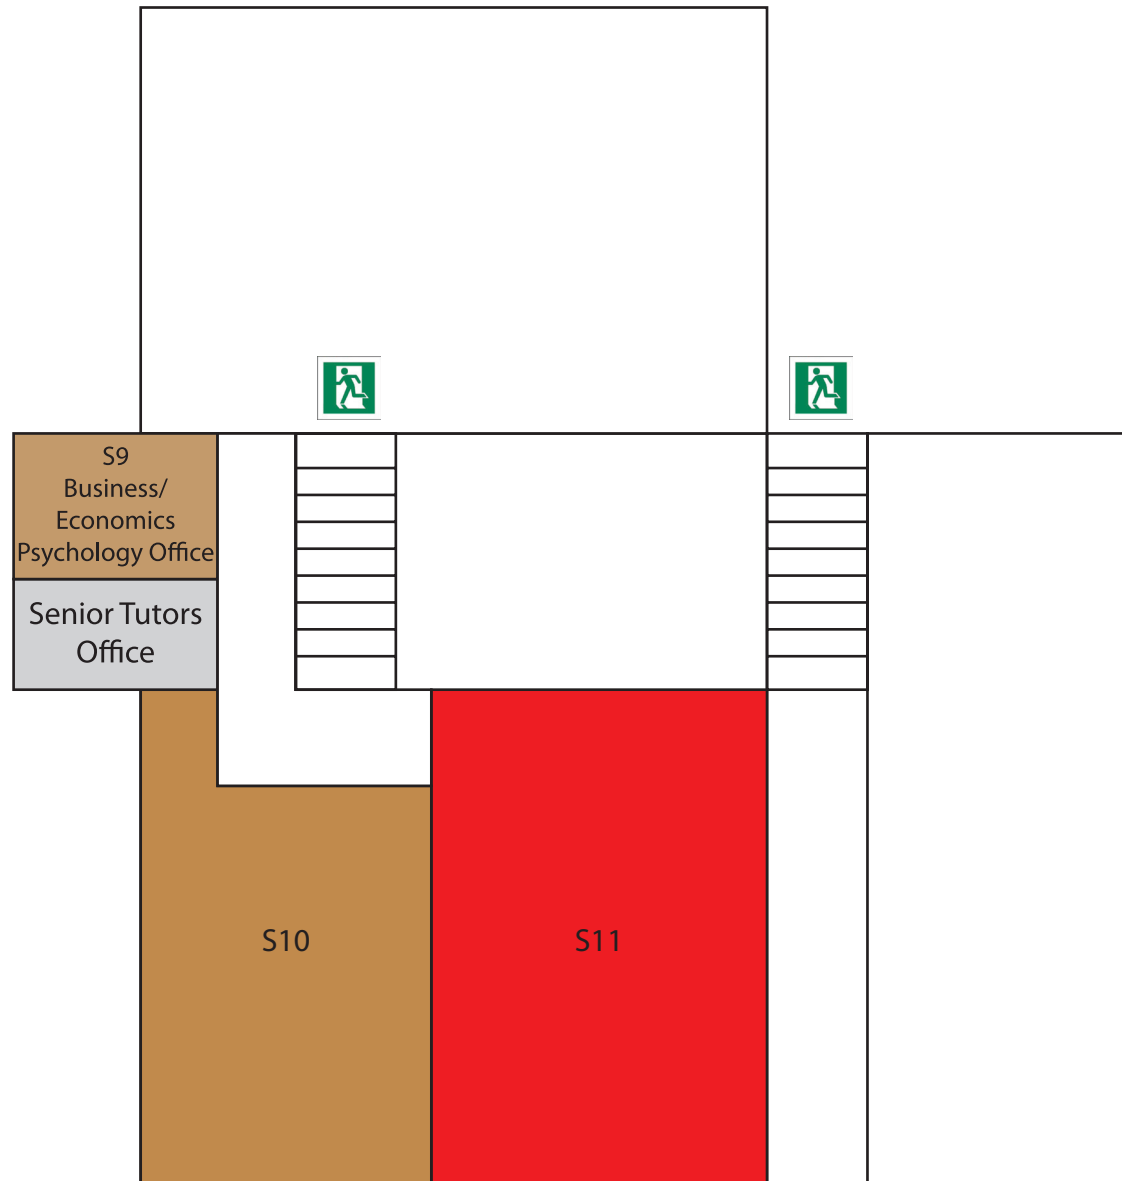 S9
Business/
Economics
Psychology Office
Senior Tutors
Office
S10
S11